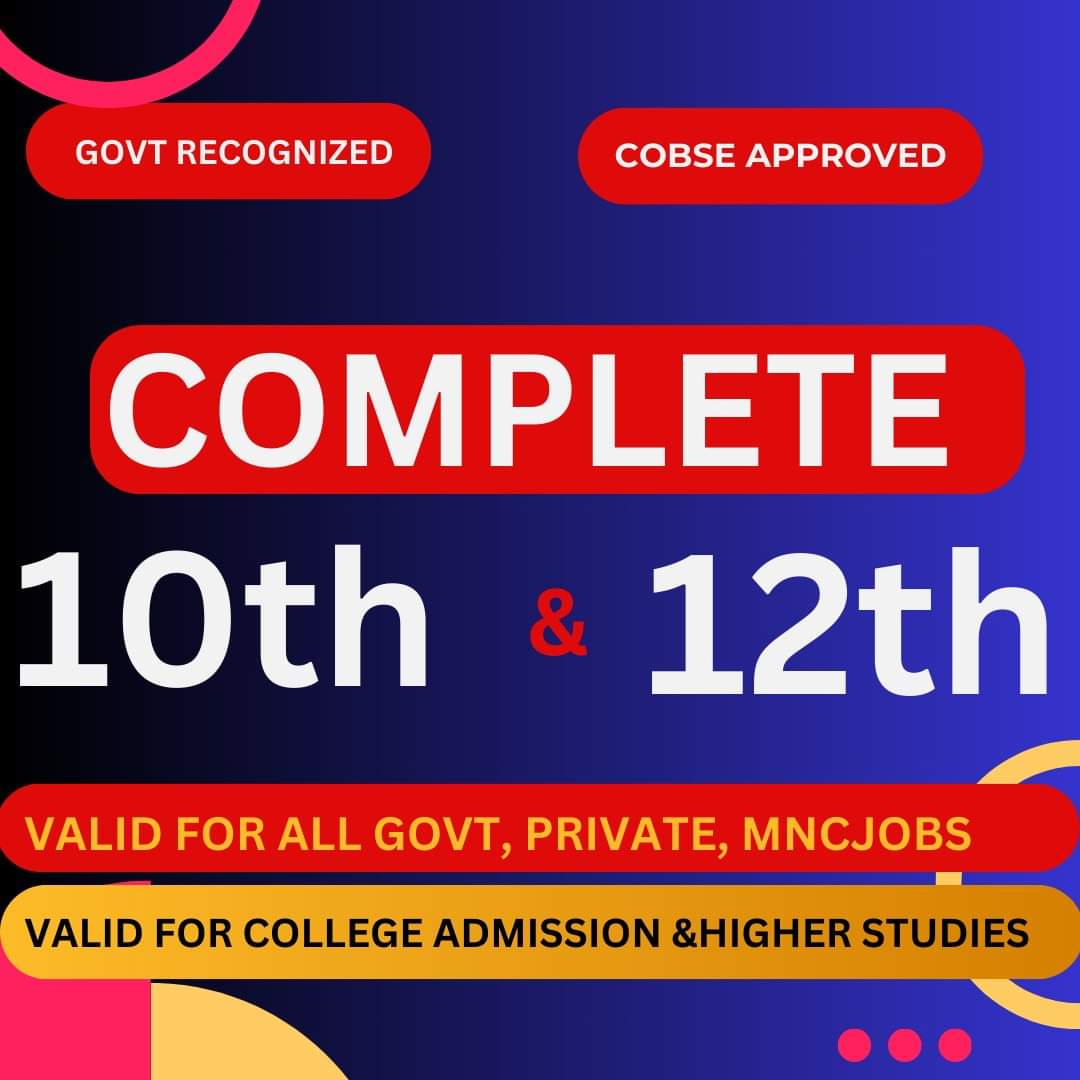 GOVT RECOGNIZED
COBSE APPROVED
COMPLETE
10th & 12th
VALID FOR ALL GOVT, PRIVATE, MNCJOBS
VALID FOR COLLEGE ADMISSION &HIGHER STUDIES